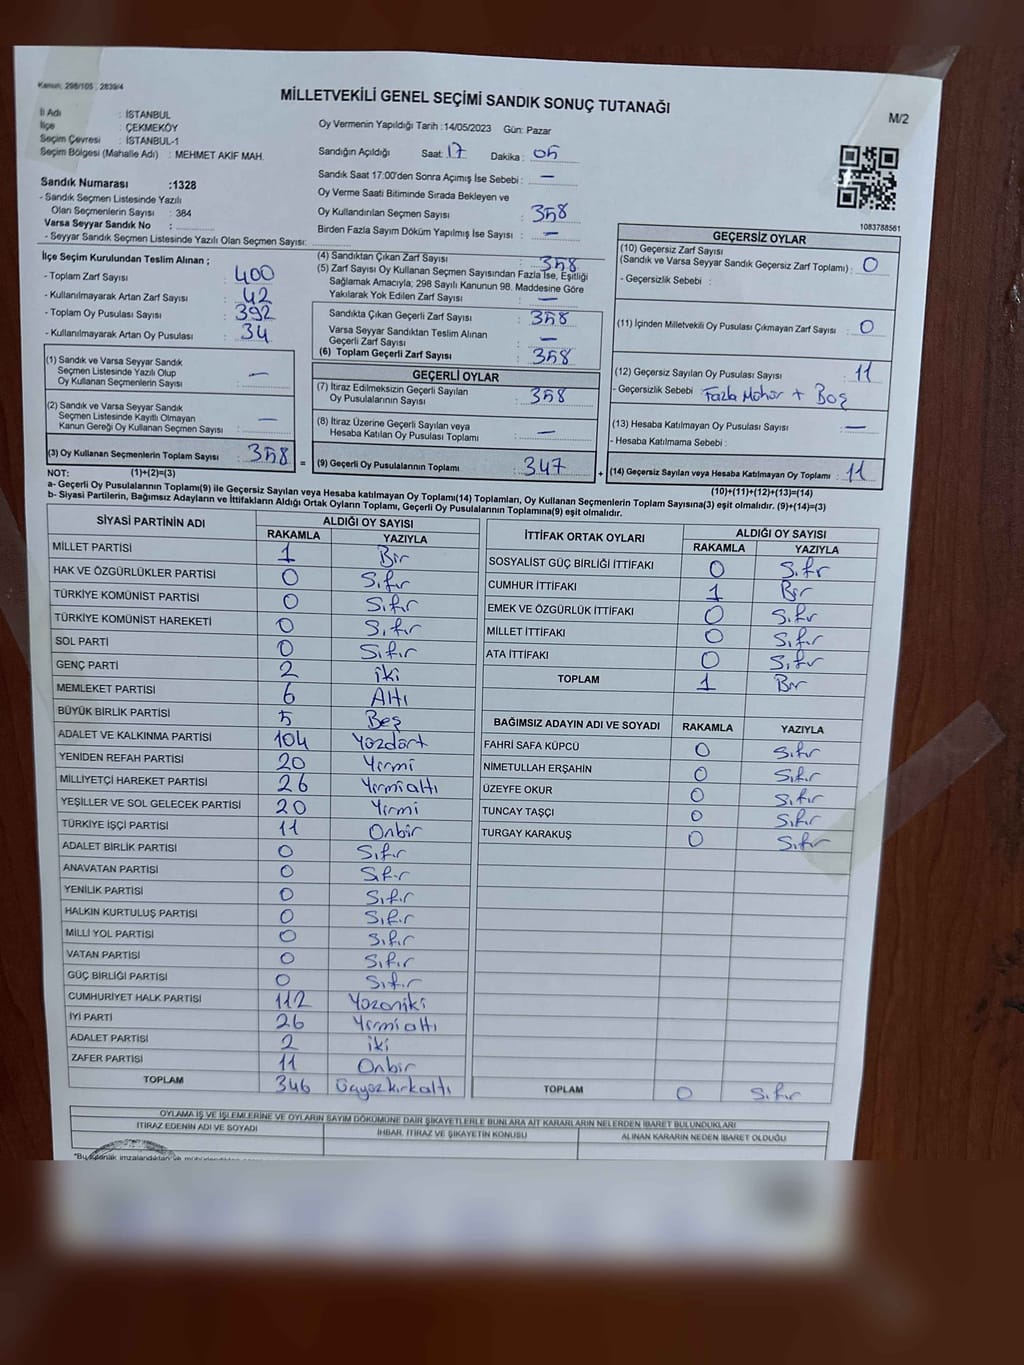 Kanun: 298/105 , 2839/4
MİLLETVEKİLİ GENEL SEÇİMİ SANDIK SONUÇ TUTANAĞI
M/2
İl Adı : İSTANBUL
İlçe : ÇEKMEKÖY
Seçim Çevresi : İSTANBUL-1
Seçim Bölgesi (Mahalle Adı) : MEHMET AKİF MAH.
Sandık Numarası :1328
- Sandık Seçmen Listesinde Yazılı
Olan Seçmenlerin Sayısı : 384
Varsa Seyyar Sandık No :
- Seyyar Sandık Seçmen Listesinde Yazılı Olan Seçmen Sayısı:
Oy Vermenin Yapıldığı Tarih :14/05/2023 Gün: Pazar
Sandığın Açıldığı Saat: 17 Dakika : 05
Sandık Saat 17:00'den Sonra Açımış İse Sebebi : —
Oy Verme Saati Bitiminde Sırada Bekleyen ve
Oy Kullandırılan Seçmen Sayısı : 358
Birden Fazla Sayım Döküm Yapılmış İse Sayısı : —
1083788561
İlçe Seçim Kurulundan Teslim Alınan ;
- Toplam Zarf Sayısı : 400
- Kullanılmayarak Artan Zarf Sayısı : 42
- Toplam Oy Pusulası Sayısı : 392
- Kullanılmayarak Artan Oy Pusulası : 34
(1) Sandık ve Varsa Seyyar Sandık
Seçmen Listesinde Yazılı Olup
Oy Kullanan Seçmenlerin Sayısı : —
(2) Sandık ve Varsa Seyyar Sandık
Seçmen Listesinde Kayıtlı Olmayan
Kanun Gereği Oy Kullanan Seçmen Sayısı : —
(3) Oy Kullanan Seçmenlerin Toplam Sayısı : 358
(4) Sandıktan Çıkan Zarf Sayısı : 358
(5) Zarf Sayısı Oy Kullanan Seçmen Sayısından Fazla İse, Eşitliği
Sağlamak Amacıyla; 298 Sayılı Kanunun 98. Maddesine Göre
Yakılarak Yok Edilen Zarf Sayısı : —
Sandıkta Çıkan Geçerli Zarf Sayısı : 358
Varsa Seyyar Sandıktan Teslim Alınan
Geçerli Zarf Sayısı : —
(6) Toplam Geçerli Zarf Sayısı : 358
GEÇERLİ OYLAR
(7) İtiraz Edilmeksizin Geçerli Sayılan
Oy Pusulalarının Sayısı : 358
(8) İtiraz Üzerine Geçerli Sayılan veya
Hesaba Katılan Oy Pusulası Toplamı : —
= (9) Geçerli Oy Pusulalarının Toplamı : 347 +
GEÇERSİZ OYLAR
(10) Geçersiz Zarf Sayısı
(Sandık ve Varsa Seyyar Sandık Geçersiz Zarf Toplamı) : 0
- Geçersizlik Sebebi :
(11) İçinden Milletvekili Oy Pusulası Çıkmayan Zarf Sayısı : 0
(12) Geçersiz Sayılan Oy Pusulası Sayısı : 11
- Geçersizlik Sebebi : Fazla Mühür + Boş
(13) Hesaba Katılmayan Oy Pusulası Sayısı : —
- Hesaba Katılmama Sebebi :
(14) Geçersiz Sayılan veya Hesaba Katılmayan Oy Toplamı : 11
NOT: (1)+(2)=(3)
(10)+(11)+(12)+(13)=(14)
a- Geçerli Oy Pusulalarının Toplamı(9) ile Geçersiz Sayılan veya Hesaba katılmayan Oy Toplamı(14) Toplamları, Oy Kullanan Seçmenlerin Toplam Sayısına(3) eşit olmalıdır. (9)+(14)=(3)
b- Siyasi Partilerin, Bağımsız Adayların ve İttifakların Aldığı Ortak Oyların Toplamı, Geçerli Oy Pusulalarının Toplamına(9) eşit olmalıdır.
SİYASİ PARTİNİN ADI ALDIĞI OY SAYISI
RAKAMLA YAZIYLA
MİLLET PARTİSİ 1 Bir
HAK VE ÖZGÜRLÜKLER PARTİSİ 0 Sıfır
TÜRKİYE KOMÜNİST PARTİSİ 0 Sıfır
TÜRKİYE KOMÜNİST HAREKETİ 0 Sıfır
SOL PARTİ 0 Sıfır
GENÇ PARTİ 2 iki
MEMLEKET PARTİSİ 6 Altı
BÜYÜK BİRLİK PARTİSİ 5 Beş
ADALET VE KALKINMA PARTİSİ 104 Yüzdört
YENİDEN REFAH PARTİSİ 20 Yirmi
MİLLİYETÇİ HAREKET PARTİSİ 26 Yirmialtı
YEŞİLLER VE SOL GELECEK PARTİSİ 20 Yirmi
TÜRKİYE İŞÇİ PARTİSİ 11 Onbir
ADALET BİRLİK PARTİSİ 0 Sıfır
ANAVATAN PARTİSİ 0 Sıfır
YENİLİK PARTİSİ 0 Sıfır
HALKIN KURTULUŞ PARTİSİ 0 Sıfır
MİLLİ YOL PARTİSİ 0 Sıfır
VATAN PARTİSİ 0 Sıfır
GÜÇ BİRLİĞİ PARTİSİ 0 Sıfır
CUMHURİYET HALK PARTİSİ 112 Yüzoniki
İYİ PARTİ 26 Yirmialtı
ADALET PARTİSİ 2 iki
ZAFER PARTİSİ 11 Onbir
TOPLAM 346 Üçyüzkırkaltı
İTTİFAK ORTAK OYLARI ALDIĞI OY SAYISI
RAKAMLA YAZIYLA
SOSYALİST GÜÇ BİRLİĞİ İTTİFAKI 0 Sıfır
CUMHUR İTTİFAKI 1 Bir
EMEK VE ÖZGÜRLÜK İTTİFAKI 0 Sıfır
MİLLET İTTİFAKI 0 Sıfır
ATA İTTİFAKI 0 Sıfır
TOPLAM 1 Bir
BAĞIMSIZ ADAYIN ADI VE SOYADI RAKAMLA YAZIYLA
FAHRİ SAFA KÜPCÜ 0 Sıfır
NİMETULLAH ERŞAHİN 0 Sıfır
ÜZEYFE OKUR 0 Sıfır
TUNCAY TAŞÇI 0 Sıfır
TURGAY KARAKUŞ 0 Sıfır
TOPLAM 0 Sıfır
OYLAMA İŞ VE İŞLEMLERİNE VE OYLARIN SAYIM DÖKÜMÜNE DAİR ŞİKAYETLERLE BUNLARA AİT KARARLARIN NELERDEN İBARET BULUNDUKLARI
İTİRAZ EDENİN ADI VE SOYADI İHBAR, İTİRAZ VE ŞİKAYETİN KONUSU ALINAN KARARIN NEDEN İBARET OLDUĞU